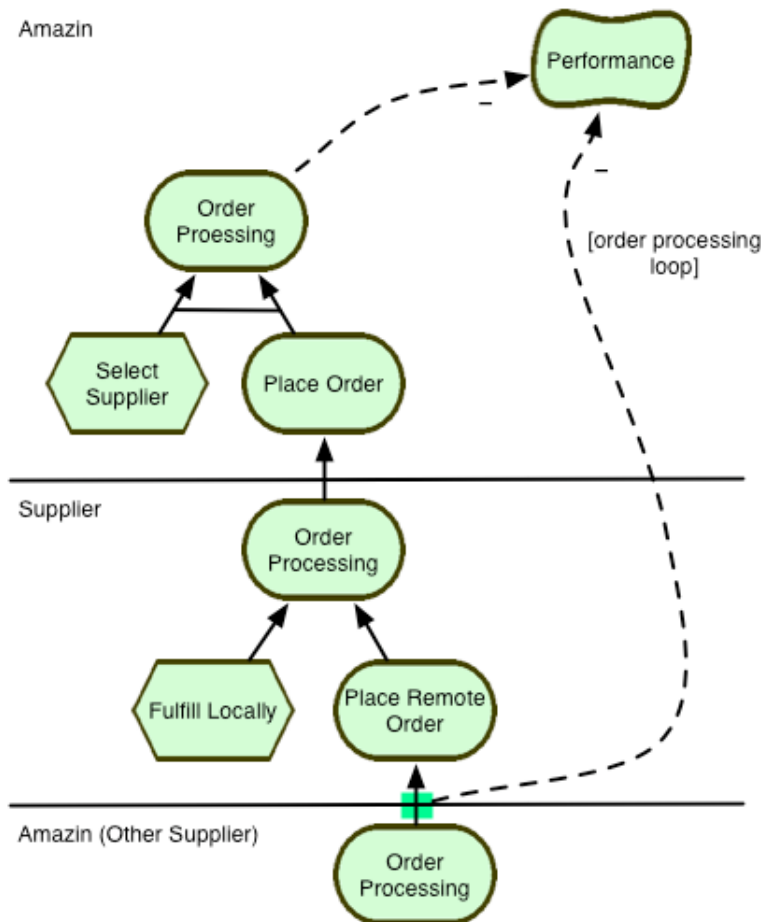 Amazin
Performance
–
Order
Proessing
–
[order processing
loop]
Select
Supplier
Place Order
Supplier
Order
Processing
Fulfill Locally
Place Remote
Order
Amazin (Other Supplier)
Order
Processing